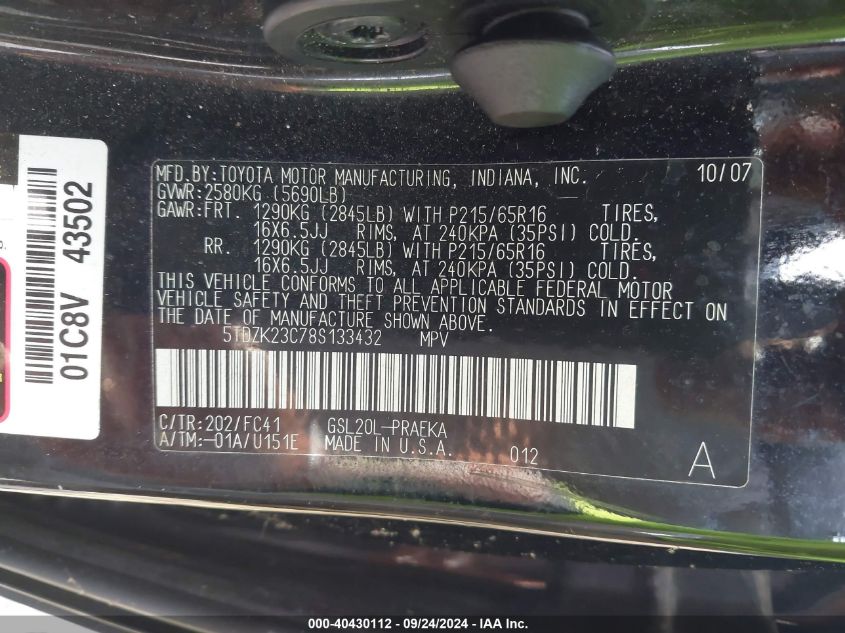 MFD.BY:TOYOTA MOTOR MANUFACTURING, INDIANA, INC. 10/07
GVWR:2580KG (5690LB)
GAWR:FRT. 1290KG (2845LB) WITH P215/65R16 TIRES,
16X6.5JJ RIMS, AT 240KPA (35PSI) COLD.
RR. 1290KG (2845LB) WITH P215/65R16 TIRES,
16X6.5JJ RIMS, AT 240KPA (35PSI) COLD.
THIS VEHICLE CONFORMS TO ALL APPLICABLE FEDERAL MOTOR
VEHICLE SAFETY AND THEFT PREVENTION STANDARDS IN EFFECT ON
THE DATE OF MANUFACTURE SHOWN ABOVE.
5TDZK23C78S133432 MPV
C/TR:202/FC41 GSL20L-PRAEKA
A/TM:-01A/U151E MADE IN U.S.A. 012
A
01C8V 43502
000-40430112 - 09/24/2024 - IAA Inc.